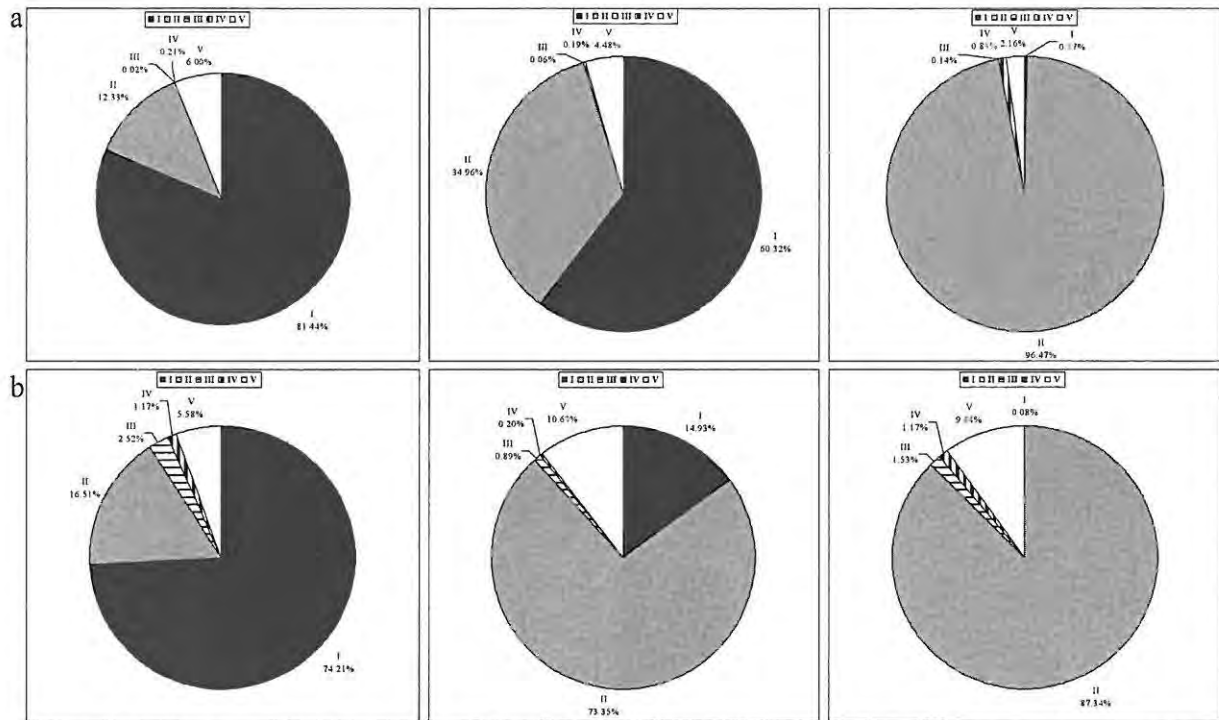 a
I II III IV V
IV
0.21%
V
6.00%
III
0.02%
II
12.33%
I
81.44%
I II III IV V
IV
0.19%
V
4.48%
III
0.06%
II
34.96%
I
60.32%
I II III IV V
IV
V
2.16%
I
III
0.14%
II
96.47%
b
I II III IV V
IV
1.17%
V
5.58%
III
2.52%
II
16.51%
I
74.21%
I II III IV V
IV
0.20%
V
I
14.93%
III
0.89%
II
73.35%
I II III IV V
IV
1.17%
V
I
0.08%
III
1.53%
II
87.34%